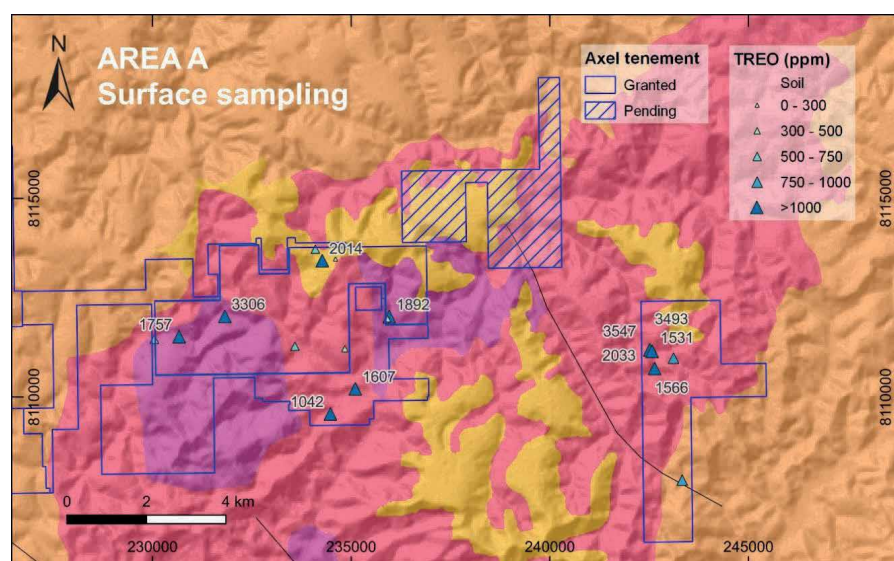 N
AREA A
Surface sampling
Axel tenement
Granted
Pending
TREO (ppm)
Soil
0 - 300
300 - 500
500 - 750
750 - 1000
>1000
8115000
8115000
2014
3306
1892
1757
3547
3493
1531
2033
1566
1607
1042
8110000
8110000
0
2
4 km
230000
235000
240000
245000